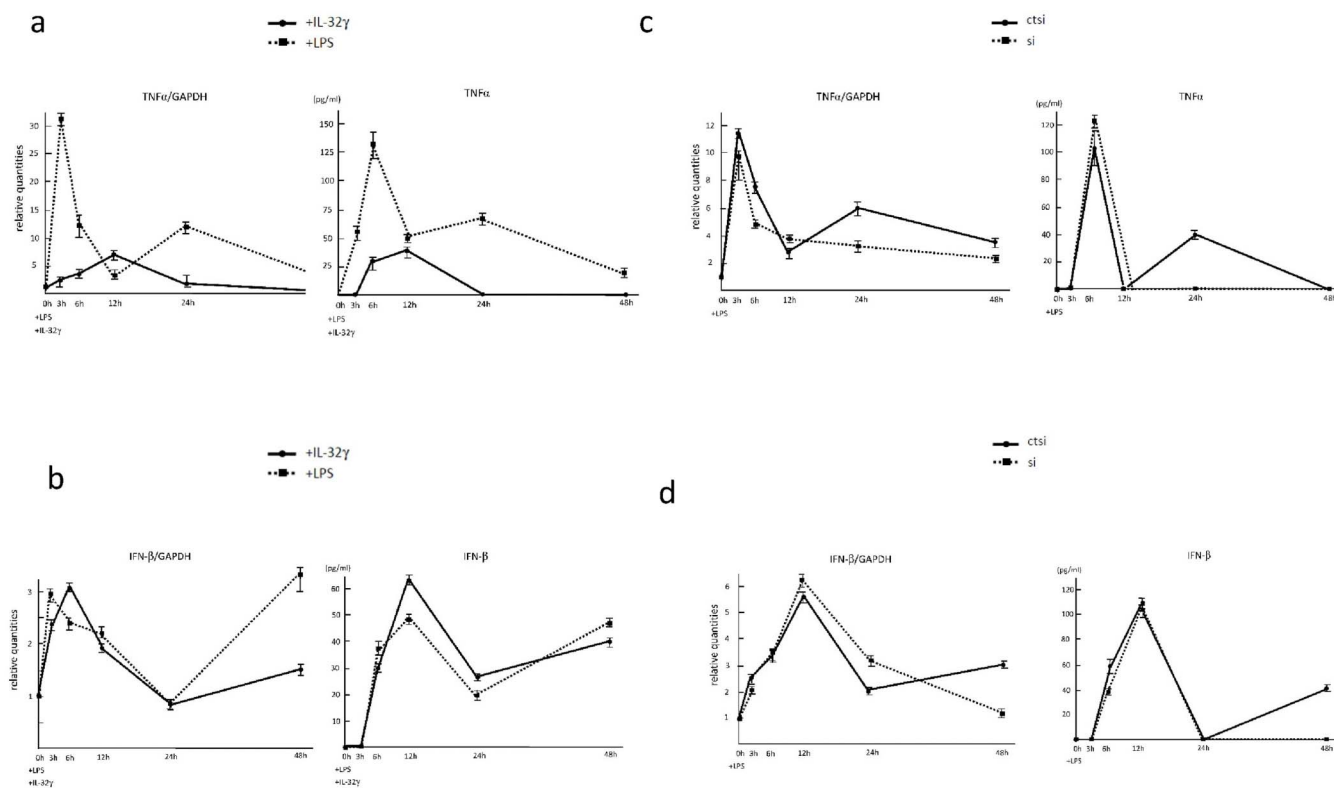 a
+IL-32γ
+LPS
TNFα/GAPDH
relative quantities
30
25
20
15
10
5
0h 3h 6h 12h 24h
+LPS
+IL-32γ
TNFα
(pg/ml)
150
125
100
75
50
25
0h 3h 6h 12h 24h 48h
+LPS
+IL-32γ
c
ctsi
si
TNFα/GAPDH
relative quantities
12
10
8
6
4
2
0h 3h 6h 12h 24h 48h
+LPS
TNFα
(pg/ml)
120
100
80
60
40
20
0h 3h 6h 12h 24h 48h
+LPS
b
+IL-32γ
+LPS
IFN-β/GAPDH
relative quantities
3
2
1
0h 3h 6h 12h 24h 48h
+LPS
+IL-32γ
IFN-β
(pg/ml)
60
50
40
30
20
10
0h 3h 6h 12h 24h 48h
+LPS
+IL-32γ
d
ctsi
si
IFN-β/GAPDH
relative quantities
6
5
4
3
2
1
0h 3h 6h 12h 24h 48h
+LPS
IFN-β
(pg/ml)
120
100
80
60
40
20
0h 3h 6h 12h 24h 48h
+LPS